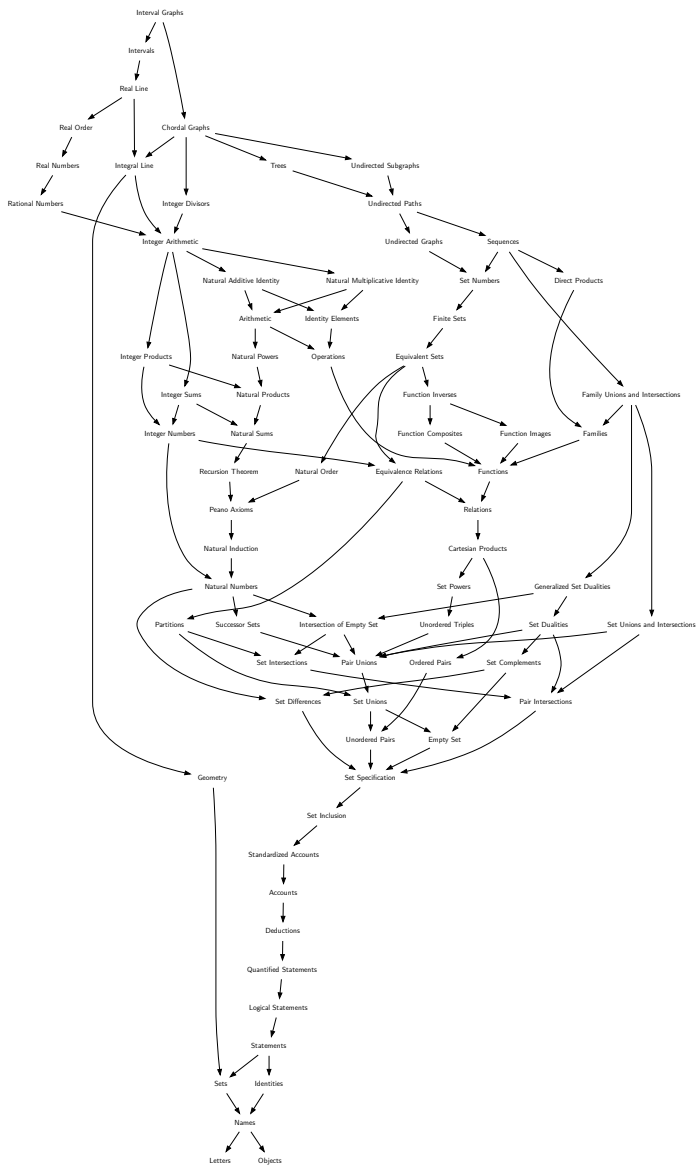 Interval Graphs
Intervals
Real Line
Real Order
Chordal Graphs
Real Numbers
Integral Line
Trees
Undirected Subgraphs
Rational Numbers
Integer Divisors
Undirected Paths
Integer Arithmetic
Undirected Graphs
Sequences
Natural Additive Identity
Natural Multiplicative Identity
Set Numbers
Direct Products
Arithmetic
Identity Elements
Finite Sets
Integer Products
Natural Powers
Operations
Equivalent Sets
Integer Sums
Natural Products
Function Inverses
Family Unions and Intersections
Integer Numbers
Natural Sums
Function Composites
Function Images
Families
Recursion Theorem
Natural Order
Equivalence Relations
Functions
Peano Axioms
Relations
Natural Induction
Cartesian Products
Natural Numbers
Set Powers
Generalized Set Dualities
Partitions
Successor Sets
Intersection of Empty Set
Unordered Triples
Set Dualities
Set Unions and Intersections
Set Intersections
Pair Unions
Ordered Pairs
Set Complements
Set Differences
Set Unions
Pair Intersections
Unordered Pairs
Empty Set
Geometry
Set Specification
Set Inclusion
Standardized Accounts
Accounts
Deductions
Quantified Statements
Logical Statements
Statements
Sets
Identities
Names
Letters
Objects